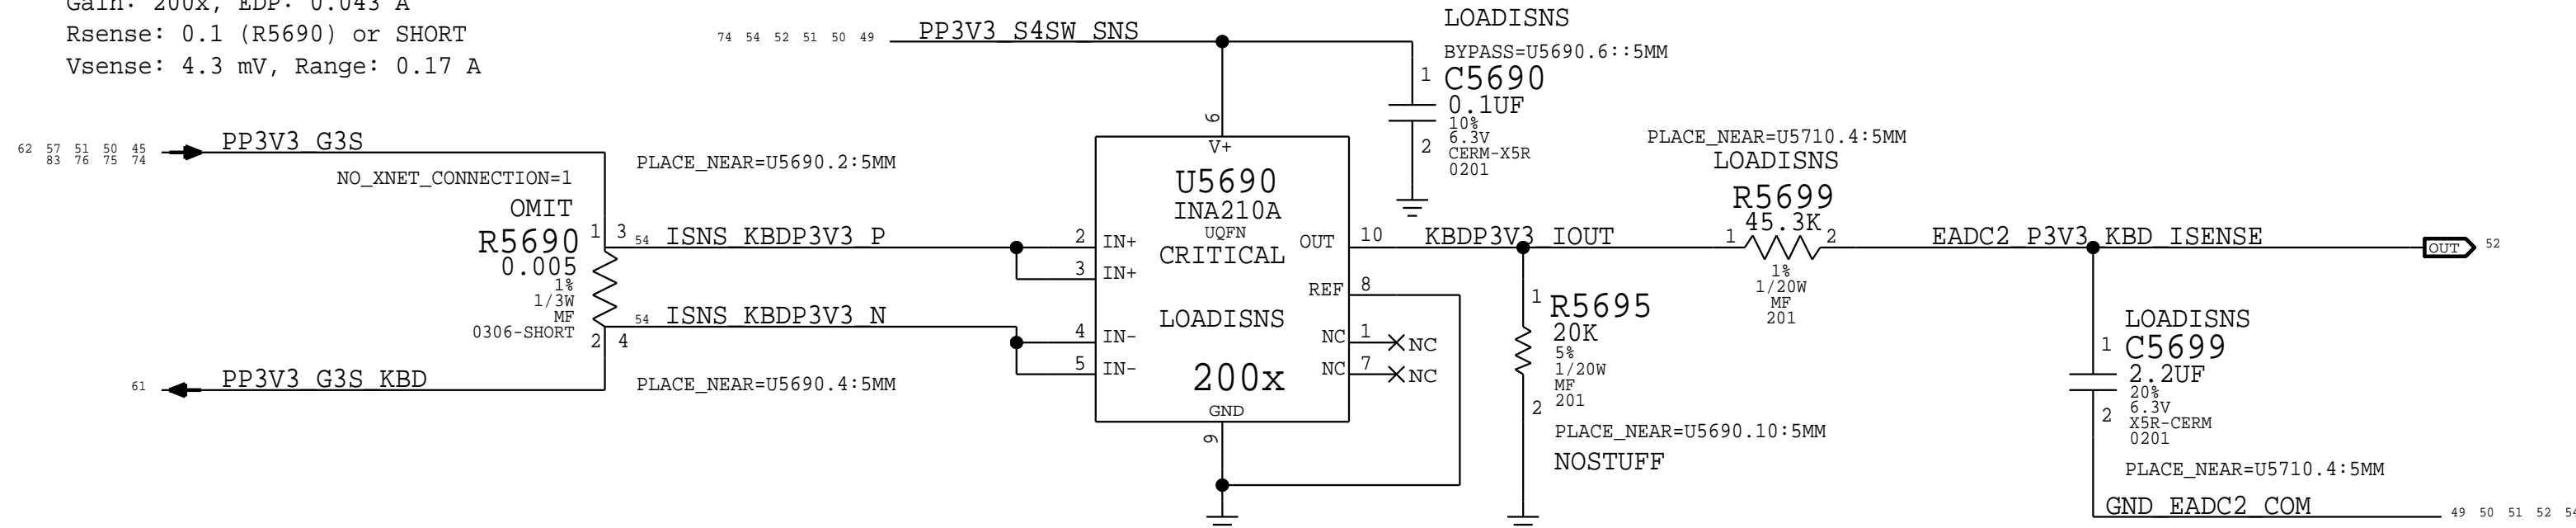 Gain: 200x, EDP: 0.043 A
Rsense: 0.1 (R5690) or SHORT
Vsense: 4.3 mV, Range: 0.17 A
74 54 52 51 50 49 PP3V3_S4SW_SNS
LOADISNS
BYPASS=U5690.6::5MM
1 C5690
0.1UF
10%
6.3V
2 CERM-X5R
0201
62 57 51 50 45 PP3V3_G3S
83 76 75 74
NO_XNET_CONNECTION=1
PLACE_NEAR=U5690.2:5MM
OMIT
R5690 1 3
0.005
1%
1/3W
MF
0306-SHORT
2 4
54 ISNS_KBDP3V3_P
54 ISNS_KBDP3V3_N
61 PP3V3_G3S_KBD
PLACE_NEAR=U5690.4:5MM
6
V+
U5690
INA210A
UQFN
CRITICAL
LOADISNS
200x
GND
9
2 IN+
3 IN+
4 IN-
5 IN-
OUT 10
REF 8
NC 1 NC
NC 7 NC
KBDP3V3_IOUT
1 R5695
20K
5%
1/20W
MF
201
2
PLACE_NEAR=U5690.10:5MM
NOSTUFF
PLACE_NEAR=U5710.4:5MM
LOADISNS
R5699
45.3K
1 2
1%
1/20W
MF
201
EADC2_P3V3_KBD_ISENSE
OUT 52
LOADISNS
1 C5699
2.2UF
20%
6.3V
2 X5R-CERM
0201
PLACE_NEAR=U5710.4:5MM
GND_EADC2_COM 49 50 51 52 54